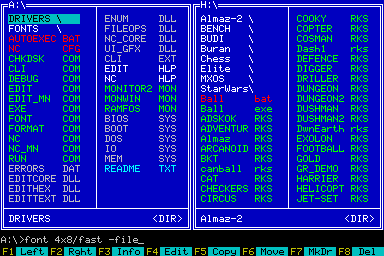 A:\ H:\
DRIVERS \ ENUM DLL Almaz-2 \ COOKY RKS
FONTS \ FILEOPS DLL BENCH \ COPTER RKS
AUTOEXEC BAT NC_CORE DLL BUDI \ COSMAN RKS
NC CFG UI_GFX DLL Buran \ Dash1 rks
CHKDSK COM CLI EXT Chess \ DEFENCE RKS
CLI COM EDIT HLP Elite \ DIGGER RKS
DEBUG COM NC HLP MXOS \ DRILLER RKS
EDIT COM MONITOR2 MON StarWars\ DUNGEON RKS
EDIT_MN COM MONWIN MON Ball bat DUNGEON2 RKS
EXE COM RAMFOS MON Ball exe DUSHMAN RKS
FONT COM BIOS SYS ADSKOK RKS DUSHMAN2 RKS
FORMAT COM BOOT SYS ADVENTUR RKS DwnEarth rks
NC COM DOS SYS Almaz RKS EXOLON RKS
NC_MN COM IO SYS ARCANOID RKS FOOTBALL RKS
RUN COM MEM SYS BKT RKS GOLD RKS
ERRORS DAT README TXT canball rks GR_DEMO RKS
EDITCORE DLL CAT RKS HARRIER RKS
EDITHEX DLL CHECKERS RKS HELICOPT RKS
EDITTEXT DLL CIRCUS RKS JET-SET RKS
DRIVERS <DIR> Almaz-2 <DIR>
A:\>font 4x8/fast -file_
F1 Left F2 Rght F3 Info F4 Edit F5 Copy F6 Move F7 MkDr F8 Del